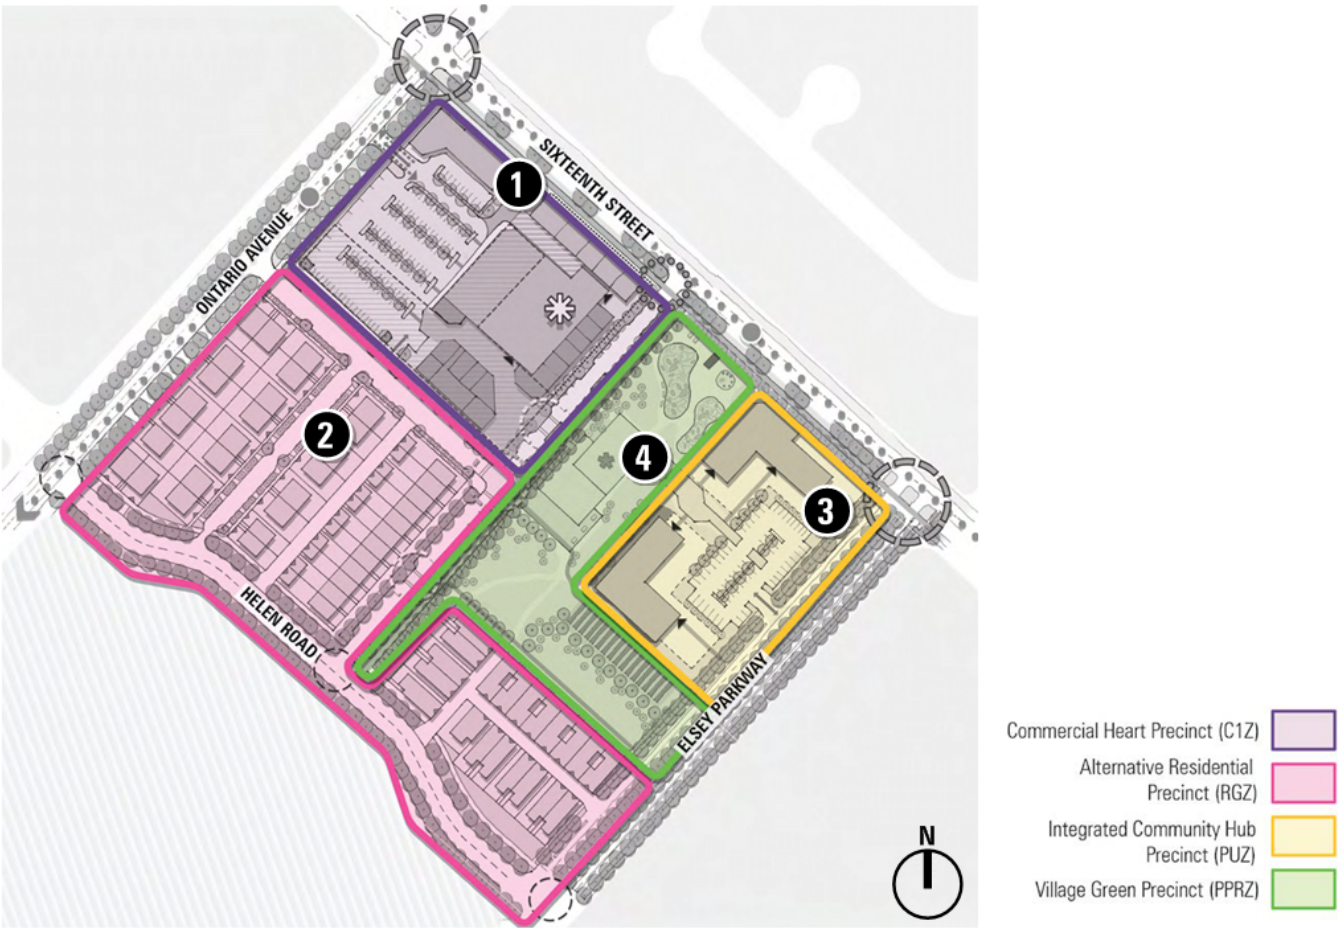 SIXTEENTH STREET
1
ONTARIO AVENUE
2
4
3
HELEN ROAD
ELSEY PARKWAY
N
Commercial Heart Precinct (C1Z)
Alternative Residential
Precinct (RGZ)
Integrated Community Hub
Precinct (PUZ)
Village Green Precinct (PPRZ)